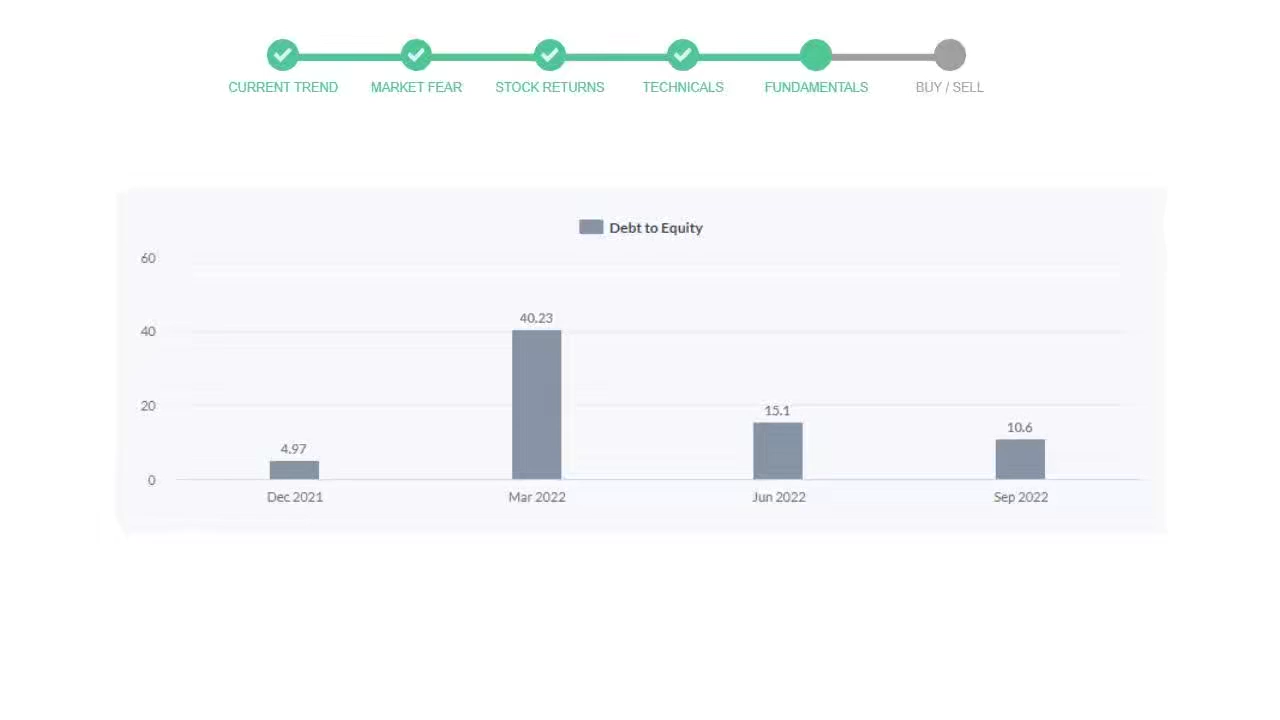 CURRENT TREND MARKET FEAR STOCK RETURNS TECHNICALS FUNDAMENTALS BUY / SELL
Debt to Equity
60
40.23
40
20
15.1
10.6
4.97
0
Dec 2021 Mar 2022 Jun 2022 Sep 2022